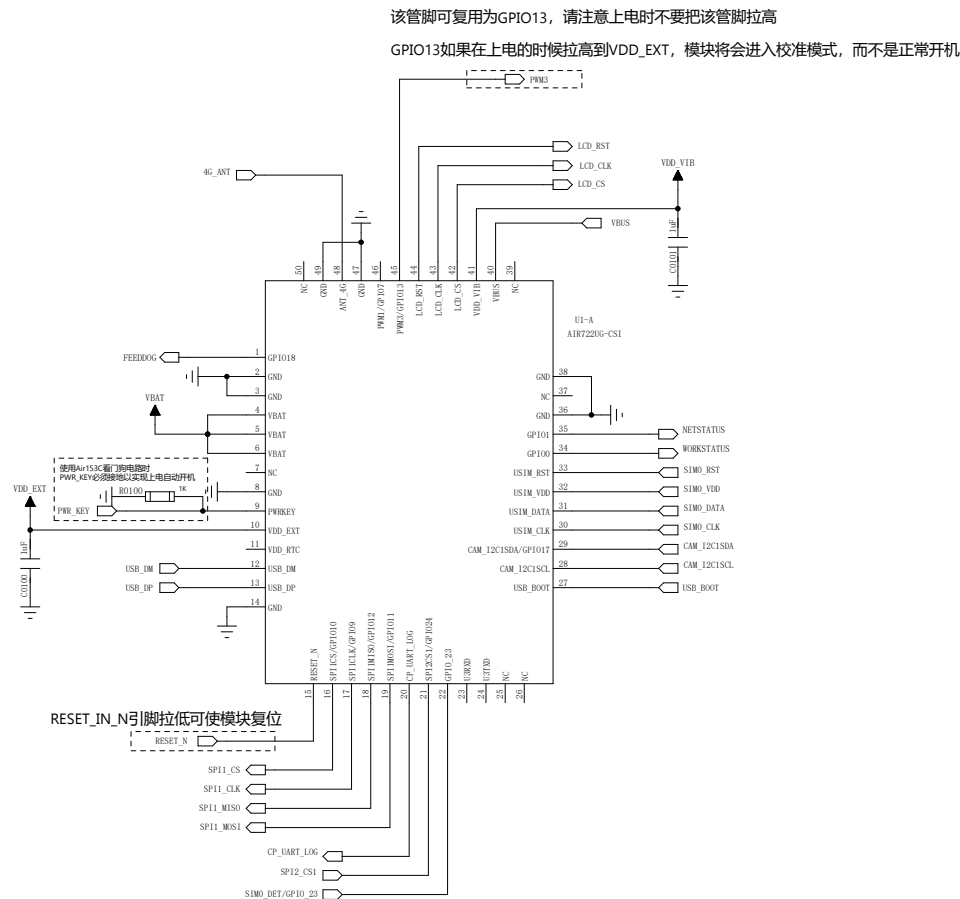 该管脚可复用为GPIO13，请注意上电时不要把该管脚拉高
GPIO13如果在上电的时候拉高到VDD_EXT，模块将会进入校准模式，而不是正常开机
PWM3
LCD_RST
LCD_CLK
LCD_CS
4G_ANT
VDD_VIB
VBUS
1uF
C0101
50
49
48
47
46
45
44
43
42
41
40
39
NC
GND
ANT_4G
GND
PWM1/GPIO7
PWM3/GPIO13
LCD_RST
LCD_CLK
LCD_CS
VDD_VIB
VBUS
NC
U1-A
AIR722UG-CSI
FEEDDOG
1 GPIO18
2 GND
3 GND
VBAT
4 VBAT
5 VBAT
6 VBAT
7 NC
8 GND
使用Air153C看门狗电路时
PWR_KEY必须接地以实现上电自动开机
R0100
1K
PWR_KEY
9 PWRKEY
VDD_EXT
10 VDD_EXT
11 VDD_RTC
1uF
C0100
USB_DM
12 USB_DM
USB_DP
13 USB_DP
14 GND
GND 38
NC 37
GND 36
GPIO1 35
NETSTATUS
GPIO0 34
WORKSTATUS
USIM_RST 33
SIM0_RST
USIM_VDD 32
SIM0_VDD
USIM_DATA 31
SIM0_DATA
USIM_CLK 30
SIM0_CLK
CAM_I2C1SDA/GPIO17 29
CAM_I2C1SDA
CAM_I2C1SCL 28
CAM_I2C1SCL
USB_BOOT 27
USB_BOOT
RESET_N
SPI1CS/GPIO10
SPI1CLK/GPIO9
SPI1MISO/GPIO12
SPI1MOSI/GPIO11
CP_UART_LOG
SPI2CS1/GPIO24
GPIO_23
U3RXD
U3TXD
NC
NC
15
16
17
18
19
20
21
22
23
24
25
26
RESET_IN_N引脚拉低可使模块复位
RESET_N
SPI1_CS
SPI1_CLK
SPI1_MISO
SPI1_MOSI
CP_UART_LOG
SPI2_CS1
SIM0_DET/GPIO_23